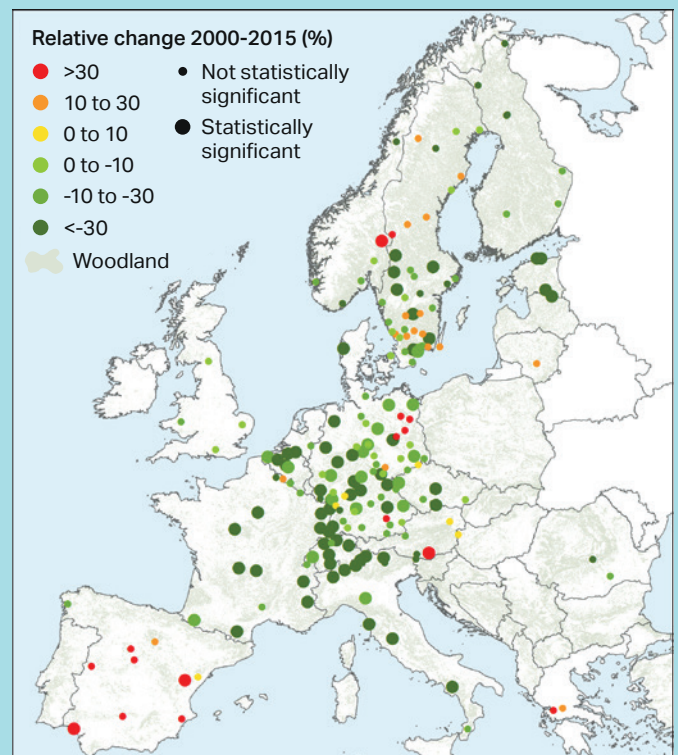 Relative change 2000-2015 (%)
>30
10 to 30
0 to 10
0 to -10
-10 to -30
<-30
Woodland
Not statistically
significant
Statistically
significant